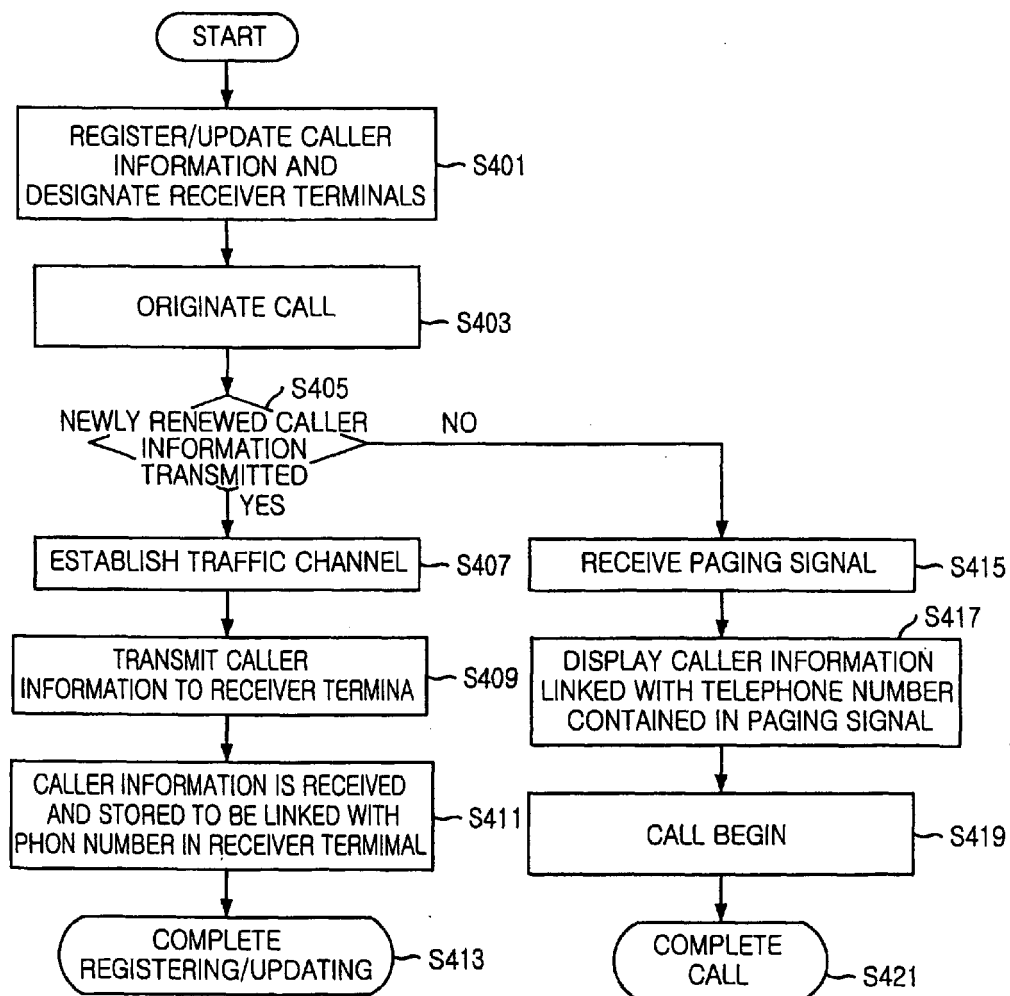 START
REGISTER/UPDATE CALLER
INFORMATION AND
DESIGNATE RECEIVER TERMINALS
S401
ORIGINATE CALL
S403
S405
NEWLY RENEWED CALLER
INFORMATION
TRANSMITTED
NO
YES
ESTABLISH TRAFFIC CHANNEL
S407
TRANSMIT CALLER
INFORMATION TO RECEIVER TERMINA
S409
CALLER INFORMATION IS RECEIVED
AND STORED TO BE LINKED WITH
PHON NUMBER IN RECEIVER TERMIMAL
S411
COMPLETE
REGISTERING/UPDATING
S413
RECEIVE PAGING SIGNAL
S415
S417
DISPLAY CALLER INFORMATION
LINKED WITH TELEPHONE NUMBER
CONTAINED IN PAGING SIGNAL
CALL BEGIN
S419
COMPLETE
CALL
S421